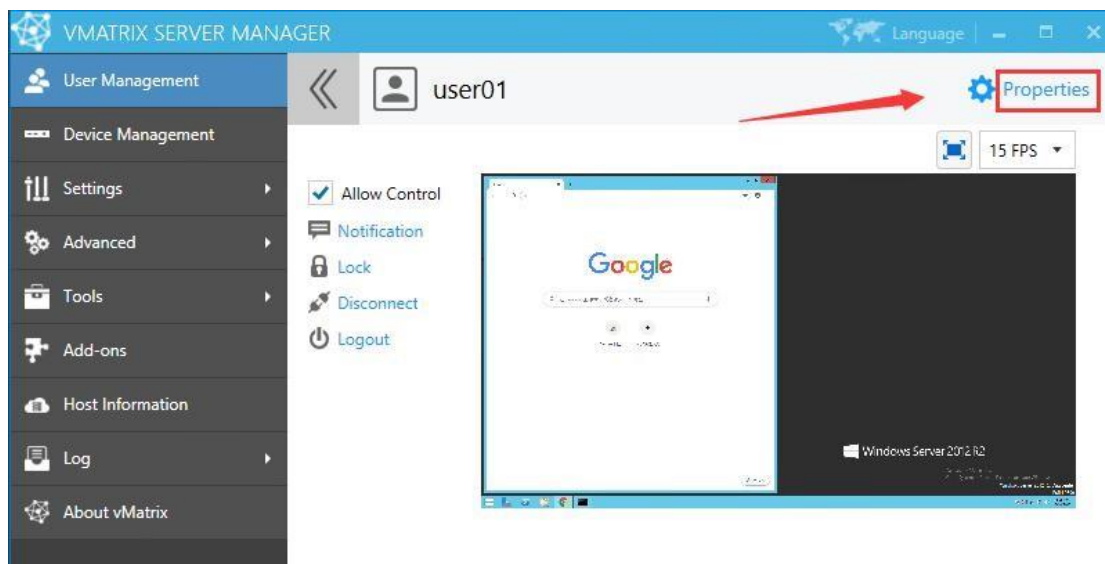 VMATRIX SERVER MANAGER
Language
User Management
user01
Properties
Device Management
15 FPS
Settings
Allow Control
Notification
Advanced
Lock
Google
Tools
Disconnect
Logout
Add-ons
Host Information
Log
Windows Server 2012 R2
About vMatrix